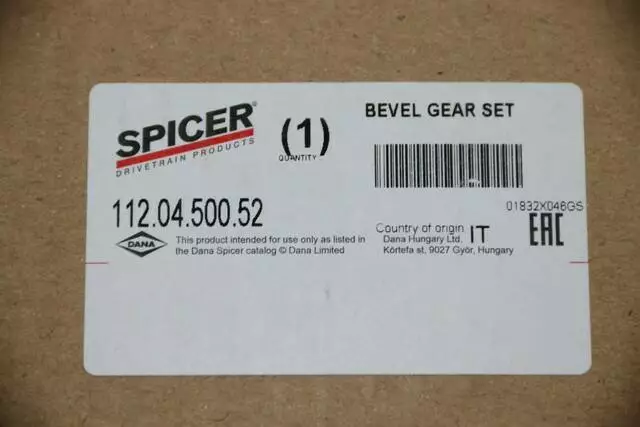 SPICER®
DRIVETRAIN PRODUCTS
(1)
QUANTITY
BEVEL GEAR SET
01832X046GS
112.04.500.52
DANA
This product intended for use only as listed in
the Dana Spicer catalog © Dana Limited
Country of origin IT
Dana Hungary Ltd.
Körtefa st, 9027 Győr, Hungary
EAC